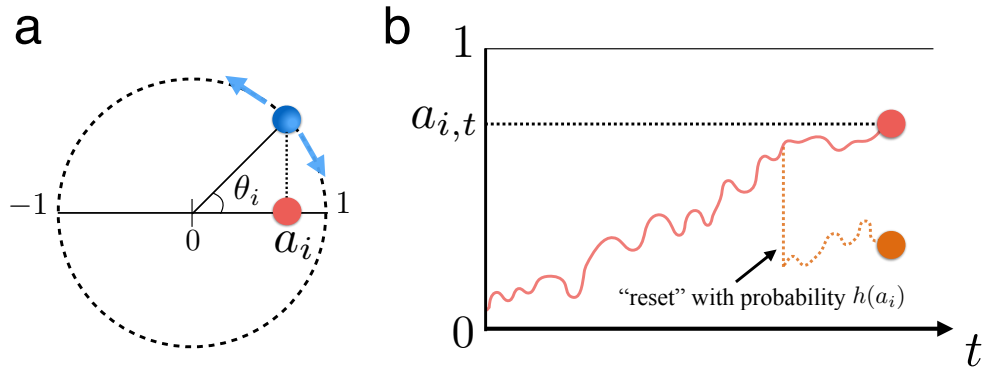 a
θ_i
−1
0
1
a_i
b
1
a_{i,t}
0
"reset" with probability h(a_i)
t